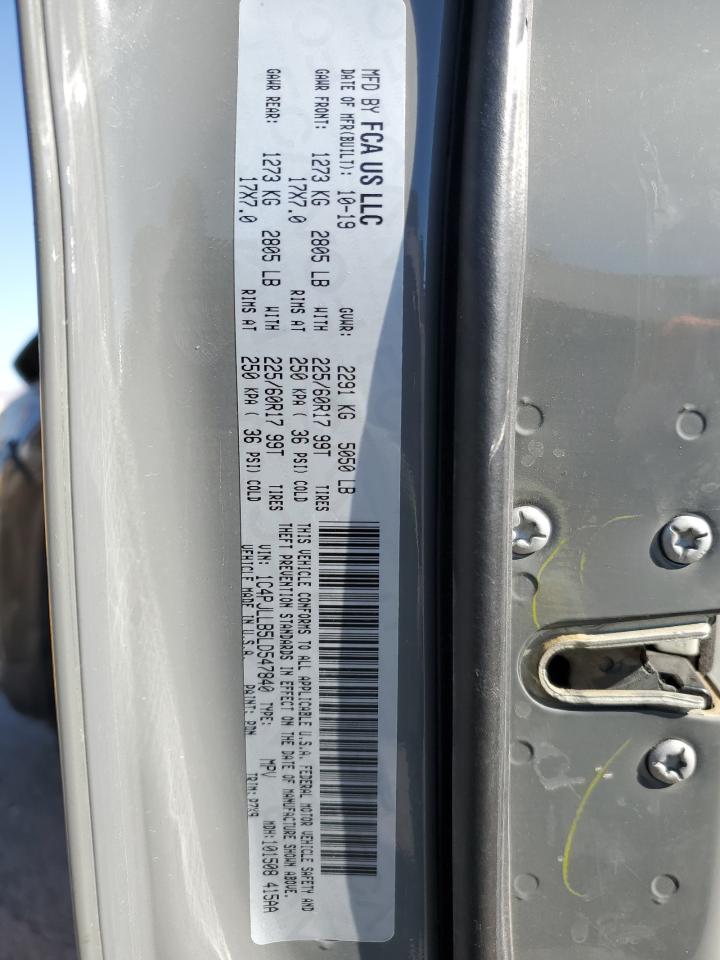 MFD BY FCA US LLC
DATE OF MFR(BUILT): 10-19 GVWR: 2291 KG 5050 LB
GAWR FRONT: 1273 KG 2805 LB WITH 225/60R17 99T TIRES
17X7.0 RIMS AT 250 KPA ( 36 PSI) COLD
GAWR REAR: 1273 KG 2805 LB WITH 225/60R17 99T TIRES
17X7.0 RIMS AT 250 KPA ( 36 PSI) COLD
THIS VEHICLE CONFORMS TO ALL APPLICABLE U.S.A. FEDERAL MOTOR VEHICLE SAFETY AND
THEFT PREVENTION STANDARDS IN EFFECT ON THE DATE OF MANUFACTURE SHOWN ABOVE.
VIN: 1C4PJLLB5LD547840 TYPE: MPV MDH:101508 415AA
VEHICLE MADE IN U.S.A. PAINT: PDN TRIM: